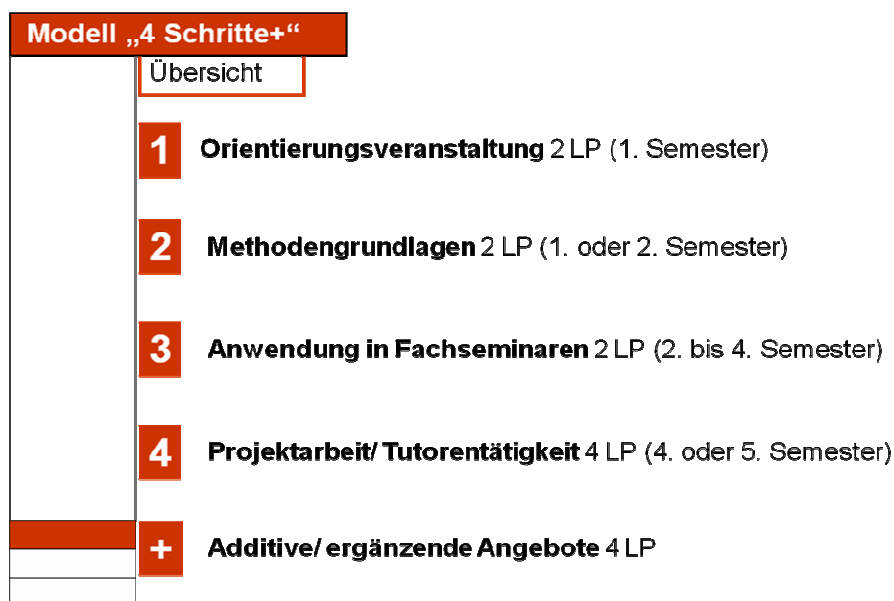 Modell „4 Schritte+“
Übersicht
1 Orientierungsveranstaltung 2 LP (1. Semester)
2 Methodengrundlagen 2 LP (1. oder 2. Semester)
3 Anwendung in Fachseminaren 2 LP (2. bis 4. Semester)
4 Projektarbeit/ Tutorentätigkeit 4 LP (4. oder 5. Semester)
+ Additive/ ergänzende Angebote 4 LP